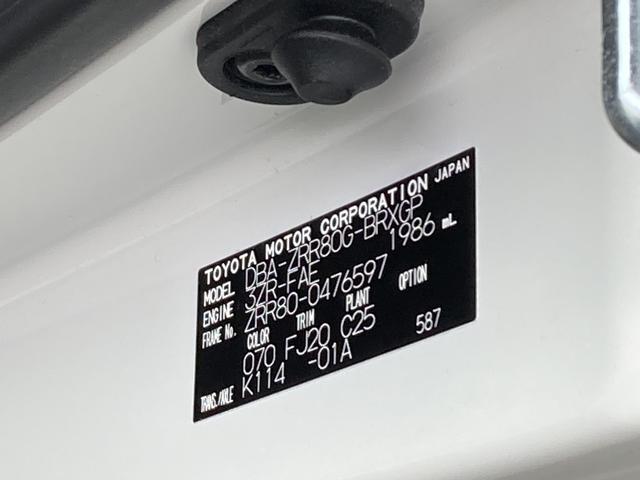 TOYOTA MOTOR CORPORATION JAPAN
MODEL DBA-ZRR80G-BRXGP
ENGINE 3ZR-FAE 1986 mL
FRAME No. ZRR80-0476597
COLOR TRIM PLANT OPTION
070 FJ20 C25 587
TRANS./AXLE K114 -01A